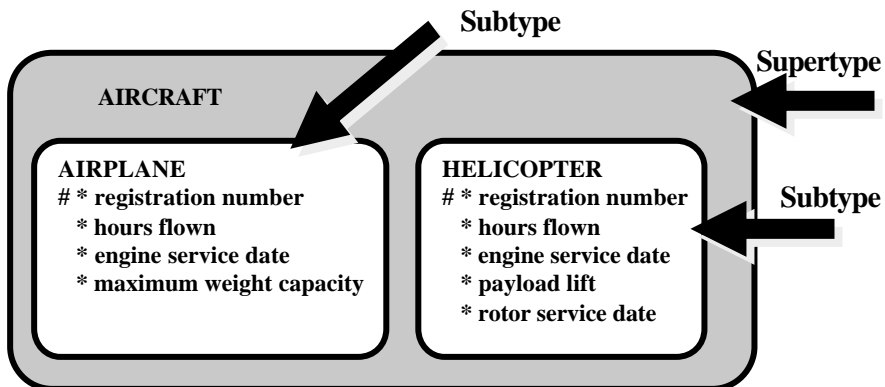 Subtype
Supertype
AIRCRAFT
AIRPLANE
# * registration number
* hours flown
* engine service date
* maximum weight capacity
HELICOPTER
# * registration number
* hours flown
* engine service date
* payload lift
* rotor service date
Subtype